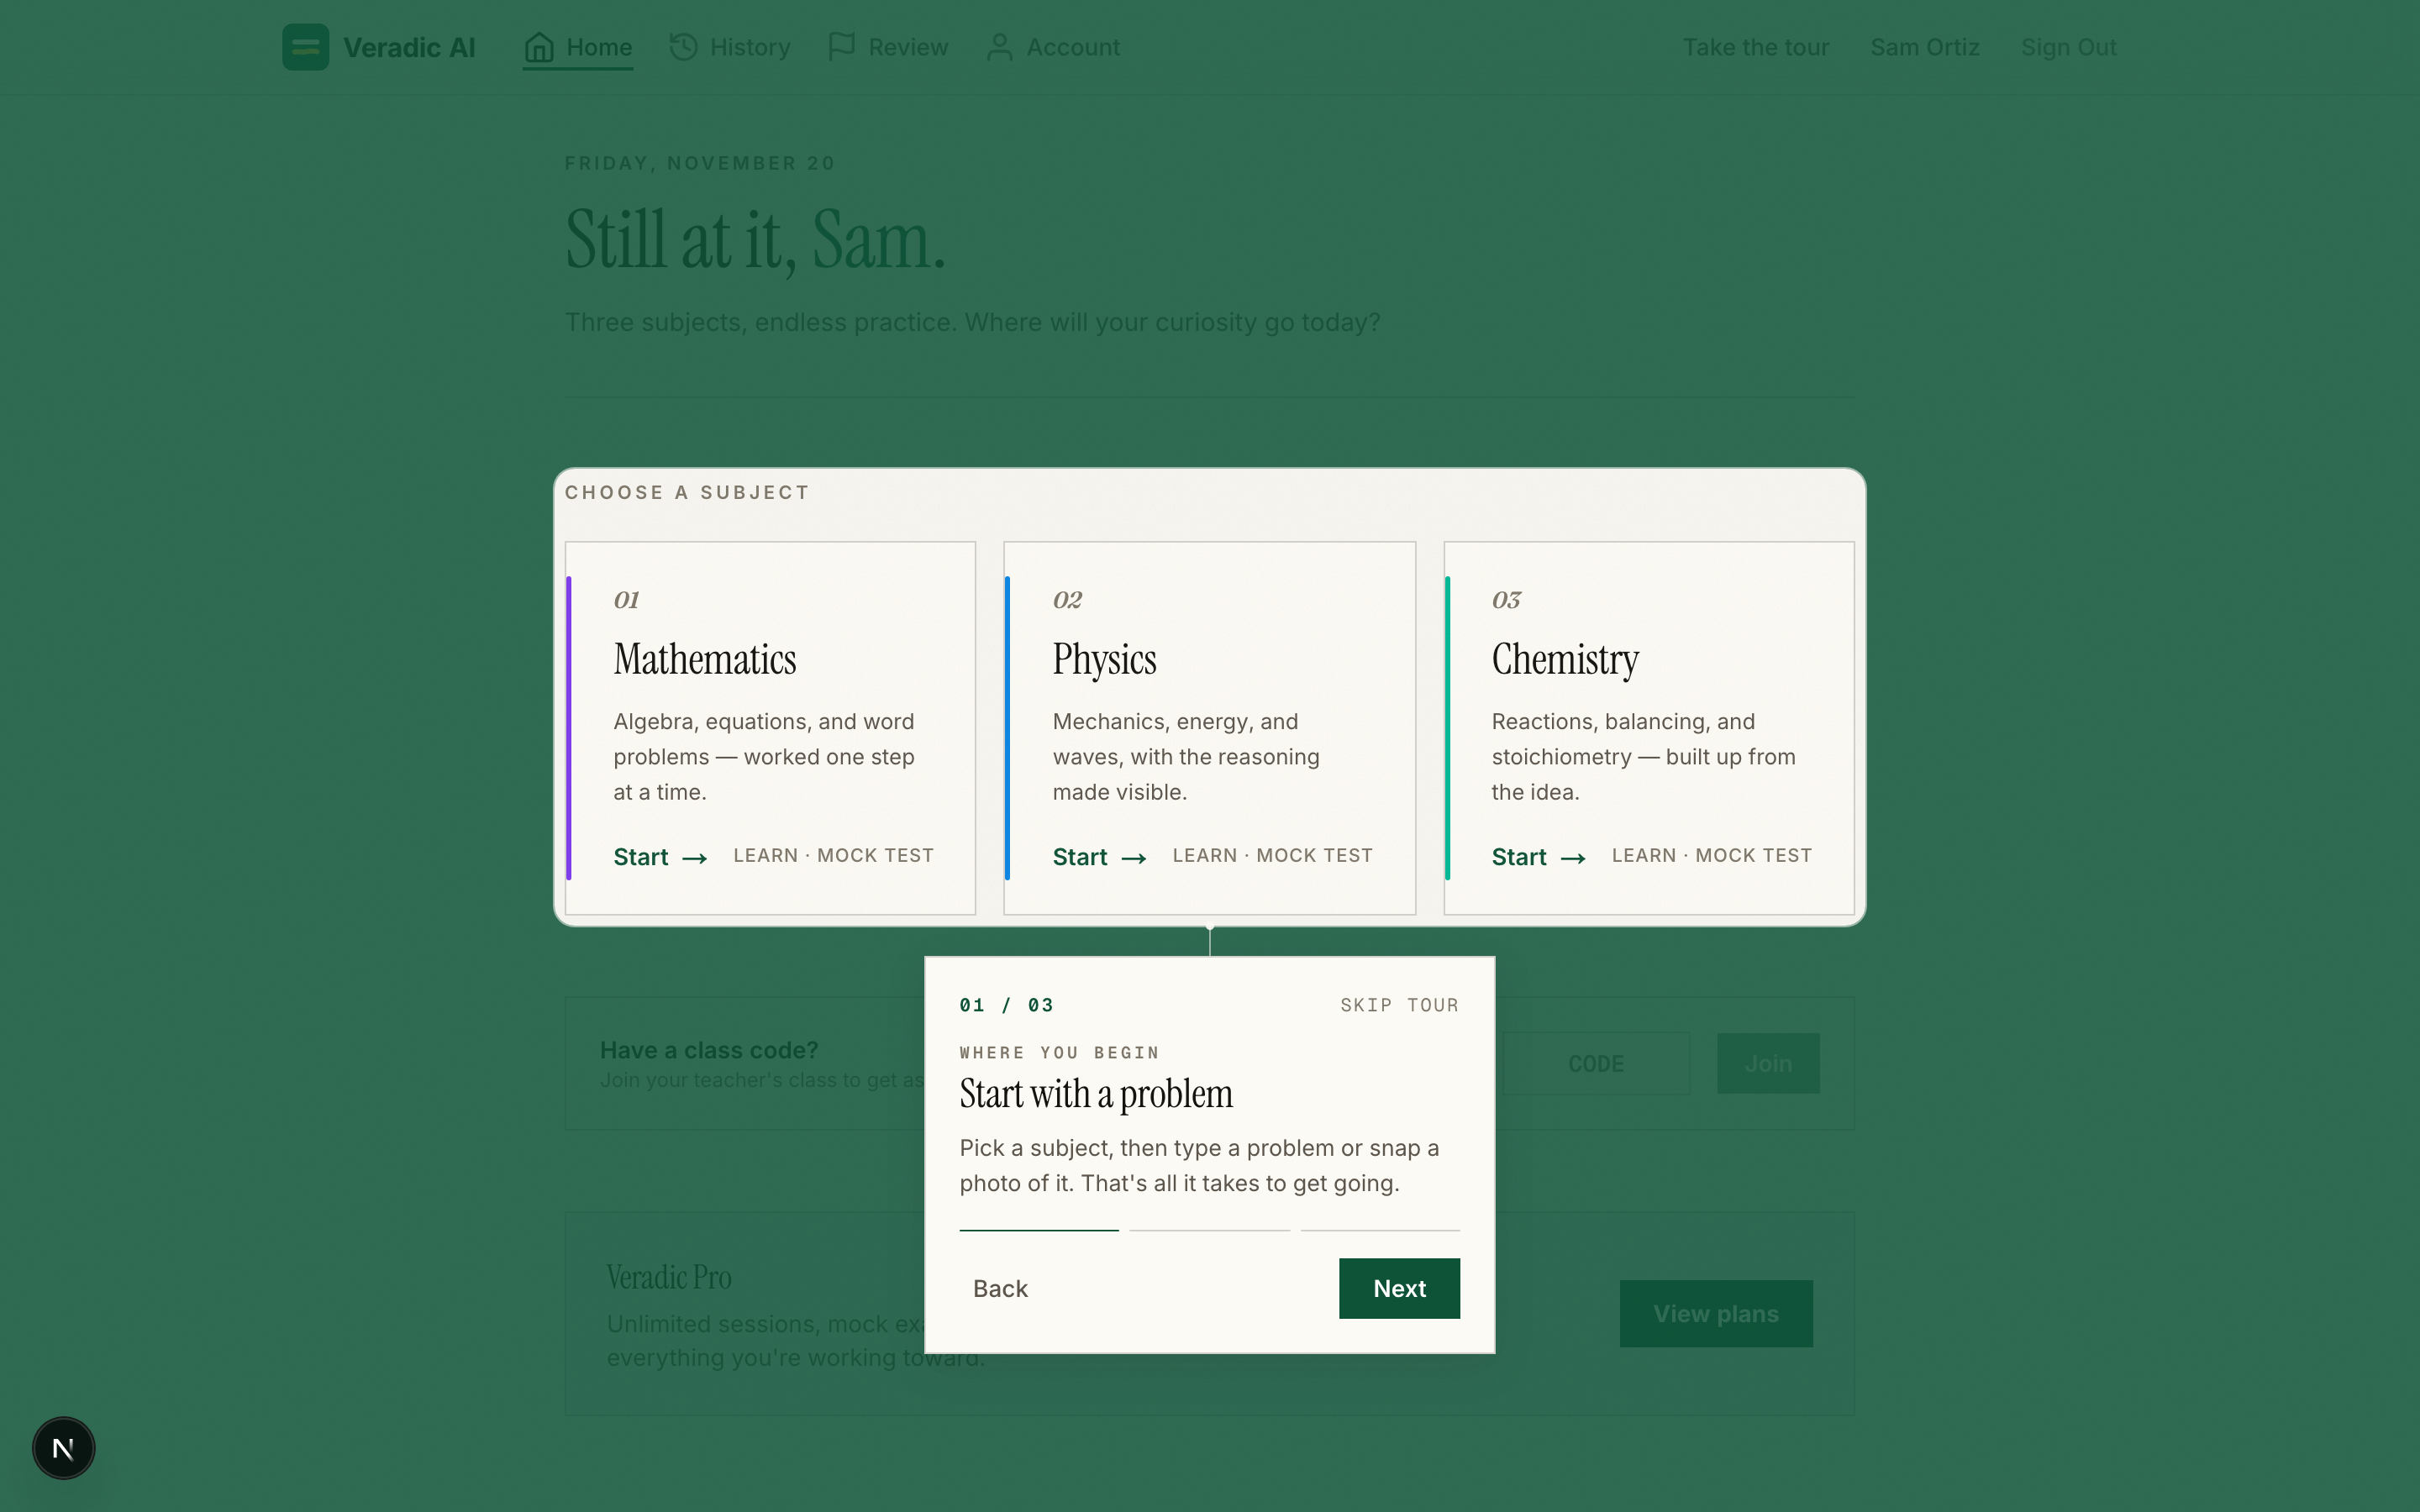 Veradic AI
Home
History
Review
Account
Take the tour
Sam Ortiz
Sign Out
FRIDAY, NOVEMBER 20
Still at it, Sam.
Three subjects, endless practice. Where will your curiosity go today?
CHOOSE A SUBJECT
01
Mathematics
Algebra, equations, and word
problems — worked one step
at a time.
Start → LEARN · MOCK TEST
02
Physics
Mechanics, energy, and
waves, with the reasoning
made visible.
Start → LEARN · MOCK TEST
03
Chemistry
Reactions, balancing, and
stoichiometry — built up from
the idea.
Start → LEARN · MOCK TEST
01 / 03
SKIP TOUR
WHERE YOU BEGIN
Start with a problem
Pick a subject, then type a problem or snap a
photo of it. That's all it takes to get going.
Back
Next
Have a class code?
Join your teacher's class to get
CODE
Join
Veradic Pro
Unlimited sessions, mock
everything you're working toward.
View plans
N